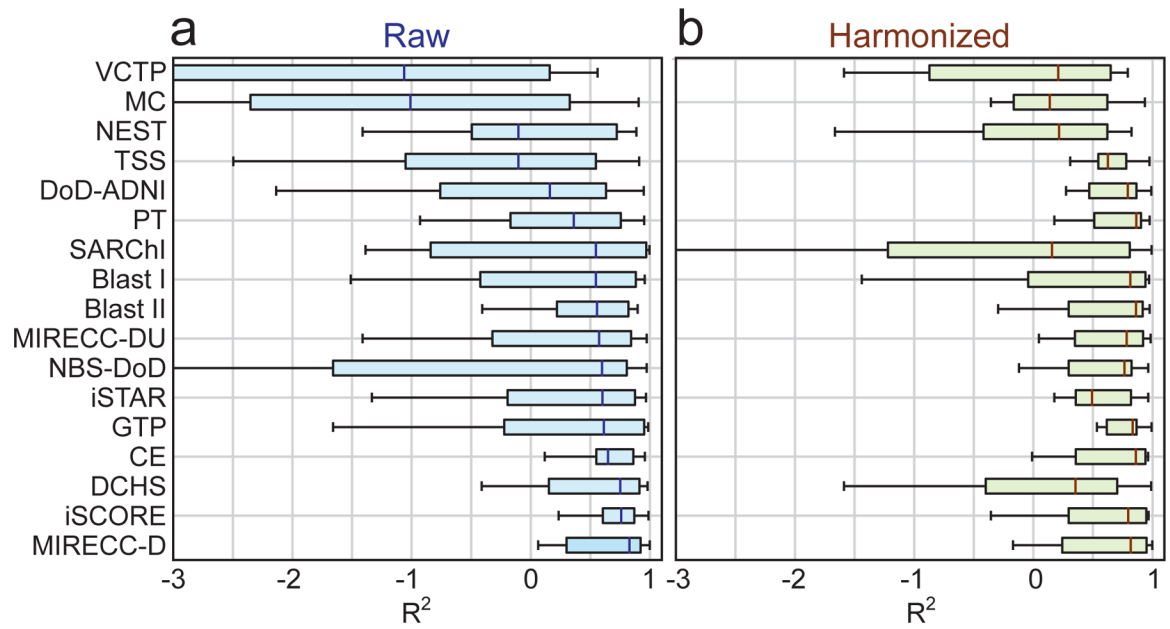 a
Raw
b
Harmonized
VCTP
MC
NEST
TSS
DoD-ADNI
PT
SARChI
Blast I
Blast II
MIRECC-DU
NBS-DoD
iSTAR
GTP
CE
DCHS
iSCORE
MIRECC-D
-3 -2 -1 0 1
-3 -2 -1 0 1
R²
R²